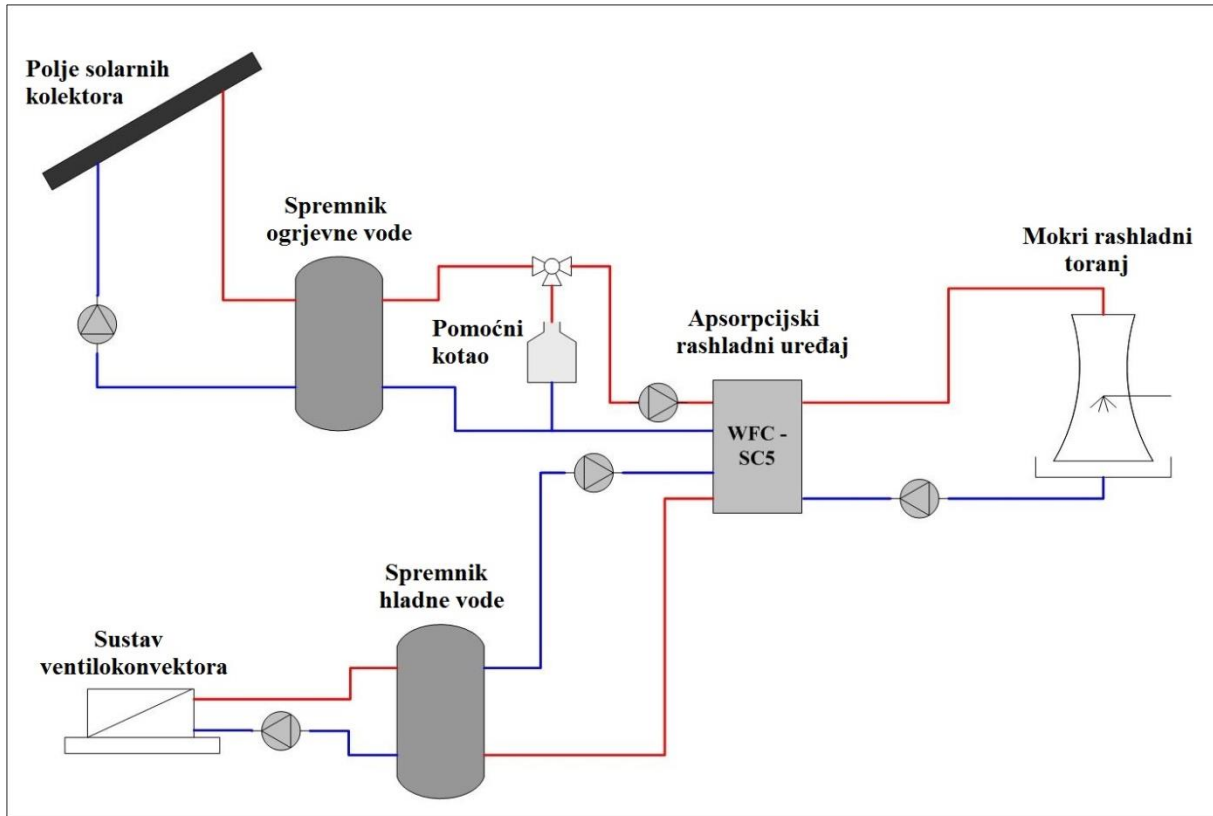 Polje solarnih
kolektora
Spremnik
ogrjevne vode
Pomoćni
kotao
Apsorpcijski
rashladni uređaj
Mokri rashladni
toranj
WFC -
SC5
Spremnik
hladne vode
Sustav
ventilokonvektora